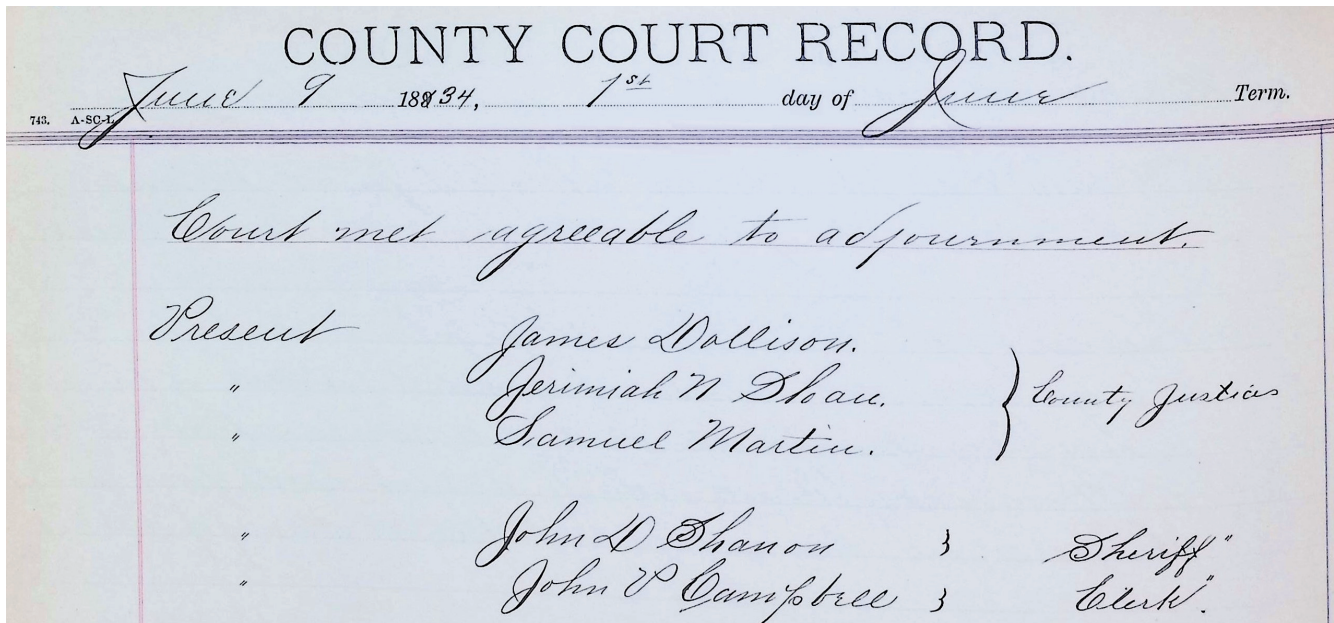 COUNTY COURT RECORD.
June 9 1834, 1st day of June Term.
743. A-SC-L
Court met agreeable to adjournment.
Present James Dollison.
" Jerimiah N Sloan. } County Justices
" Samuel Martin.
" John D Shanon } Sheriff"
" John P Campbell } Clerk".